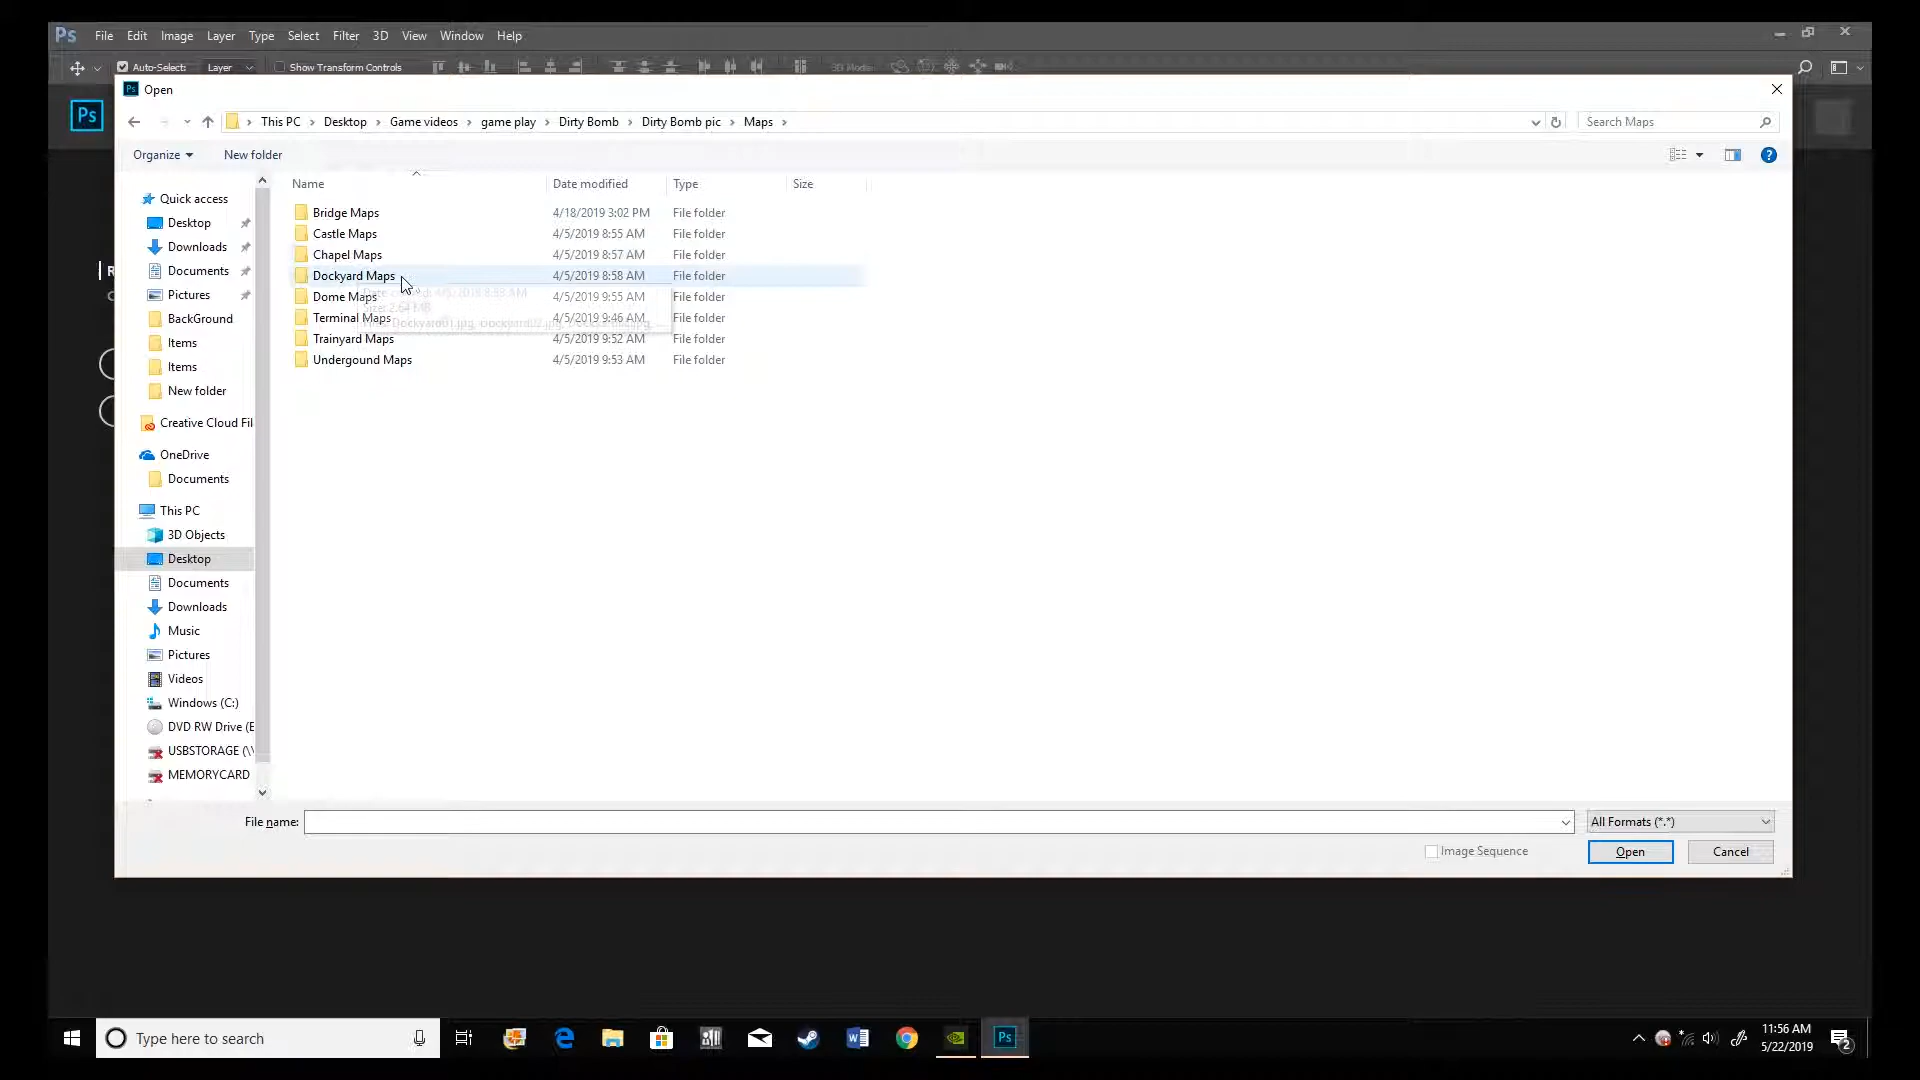 Ps File Edit Image Layer Type Select Filter 3D View Window Help
Auto-Select: Layer Show Transform Controls
Ps Open
Ps
This PC Desktop Game videos game play Dirty Bomb Dirty Bomb pic Maps Search Maps
Organize New folder
Name Date modified Type Size
Bridge Maps 4/18/2019 3:02 PM File folder
Castle Maps 4/5/2019 8:55 AM File folder
Chapel Maps 4/5/2019 8:57 AM File folder
Dockyard Maps 4/5/2019 8:58 AM File folder
Dome Maps 4/5/2019 9:55 AM File folder
Terminal Maps 4/5/2019 9:46 AM File folder
Trainyard Maps 4/5/2019 9:52 AM File folder
Undergound Maps 4/5/2019 9:53 AM File folder
Size: 2.64 MB
Quick access
Desktop
Downloads
Documents
Pictures
BackGround
Items
Items
New folder
Creative Cloud Fil
OneDrive
Documents
This PC
3D Objects
Desktop
Documents
Downloads
Music
Pictures
Videos
Windows (C:)
DVD RW Drive (E
USBSTORAGE (\\
MEMORYCARD
File name: All Formats (*.*)
Image Sequence Open Cancel
Type here to search
Ps
11:56 AM
5/22/2019
2